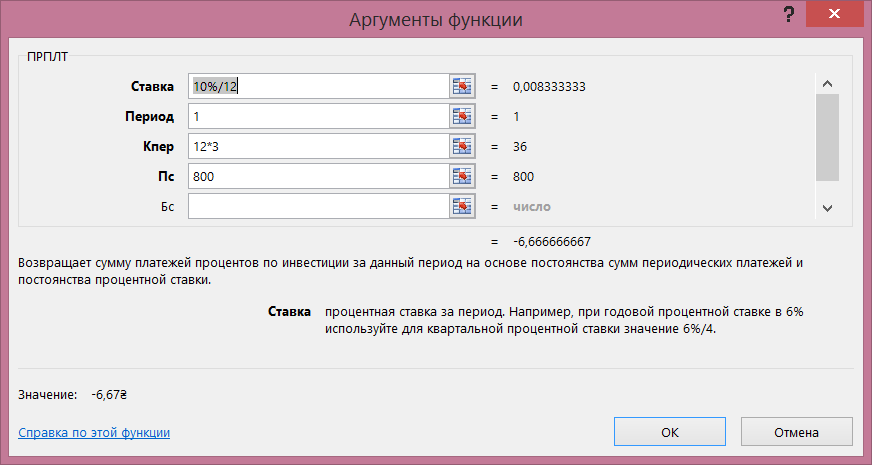 Аргументы функции
ПРПЛТ
Ставка 10%/12 = 0,008333333
Период 1 = 1
Кпер 12*3 = 36
Пс 800 = 800
Бс = число
= -6,666666667
Возвращает сумму платежей процентов по инвестиции за данный период на основе постоянства сумм периодических платежей и
постоянства процентной ставки.
Ставка процентная ставка за период. Например, при годовой процентной ставке в 6%
используйте для квартальной процентной ставки значение 6%/4.
Значение: -6,67₴
Справка по этой функции
ОК
Отмена